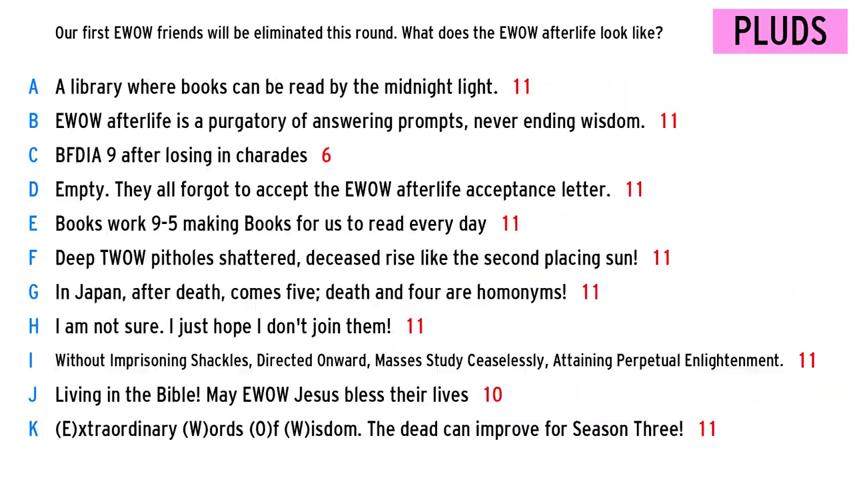 Our first EWOW friends will be eliminated this round. What does the EWOW afterlife look like?
PLUDS
A A library where books can be read by the midnight light. 11
B EWOW afterlife is a purgatory of answering prompts, never ending wisdom. 11
C BFDIA 9 after losing in charades 6
D Empty. They all forgot to accept the EWOW afterlife acceptance letter. 11
E Books work 9-5 making Books for us to read every day 11
F Deep TWOW pitholes shattered, deceased rise like the second placing sun! 11
G In Japan, after death, comes five; death and four are homonyms! 11
H I am not sure. I just hope I don't join them! 11
I Without Imprisoning Shackles, Directed Onward, Masses Study Ceaselessly, Attaining Perpetual Enlightenment. 11
J Living in the Bible! May EWOW Jesus bless their lives 10
K (E)xtraordinary (W)ords (O)f (W)isdom. The dead can improve for Season Three! 11